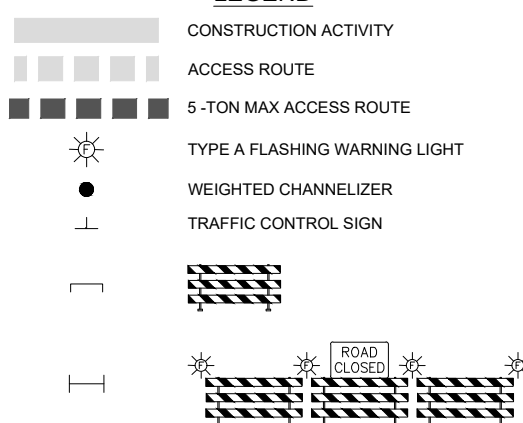 LEGEND
CONSTRUCTION ACTIVITY
ACCESS ROUTE
5 -TON MAX ACCESS ROUTE
F
TYPE A FLASHING WARNING LIGHT
WEIGHTED CHANNELIZER
TRAFFIC CONTROL SIGN
F
F
ROAD
CLOSED
F
F